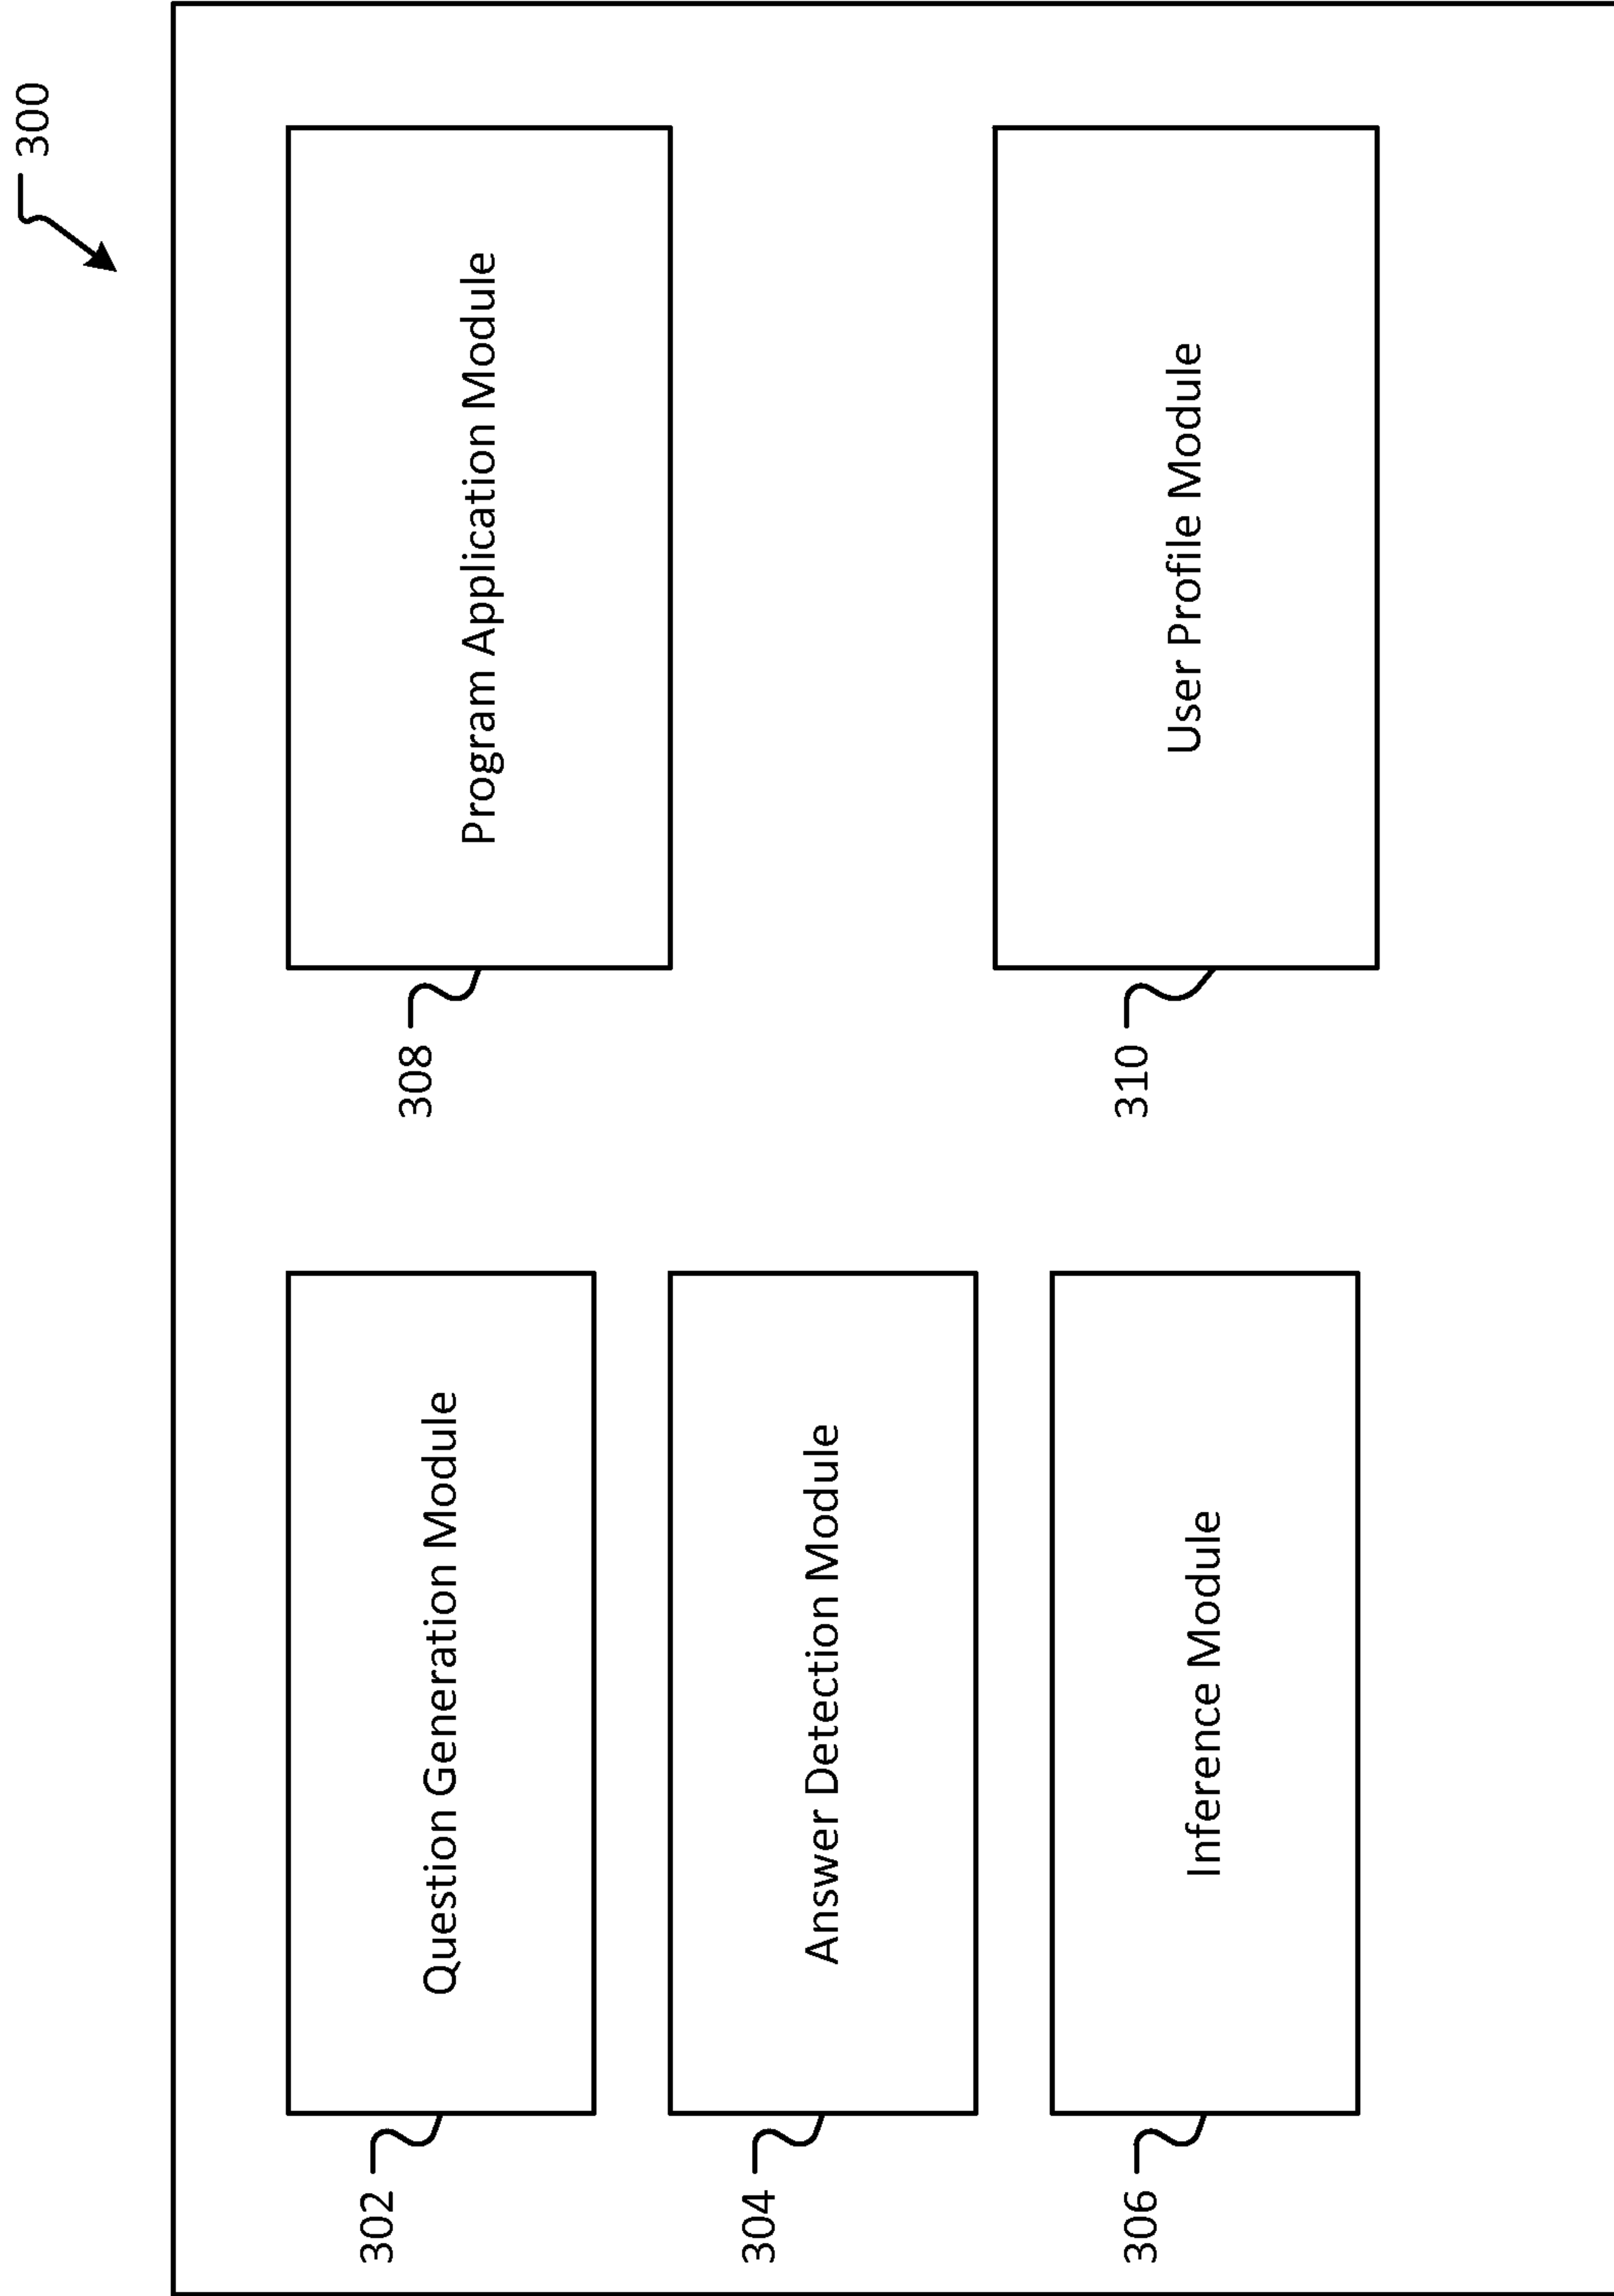 300
302
Question Generation Module
304
Answer Detection Module
306
Inference Module
308
Program Application Module
310
User Profile Module